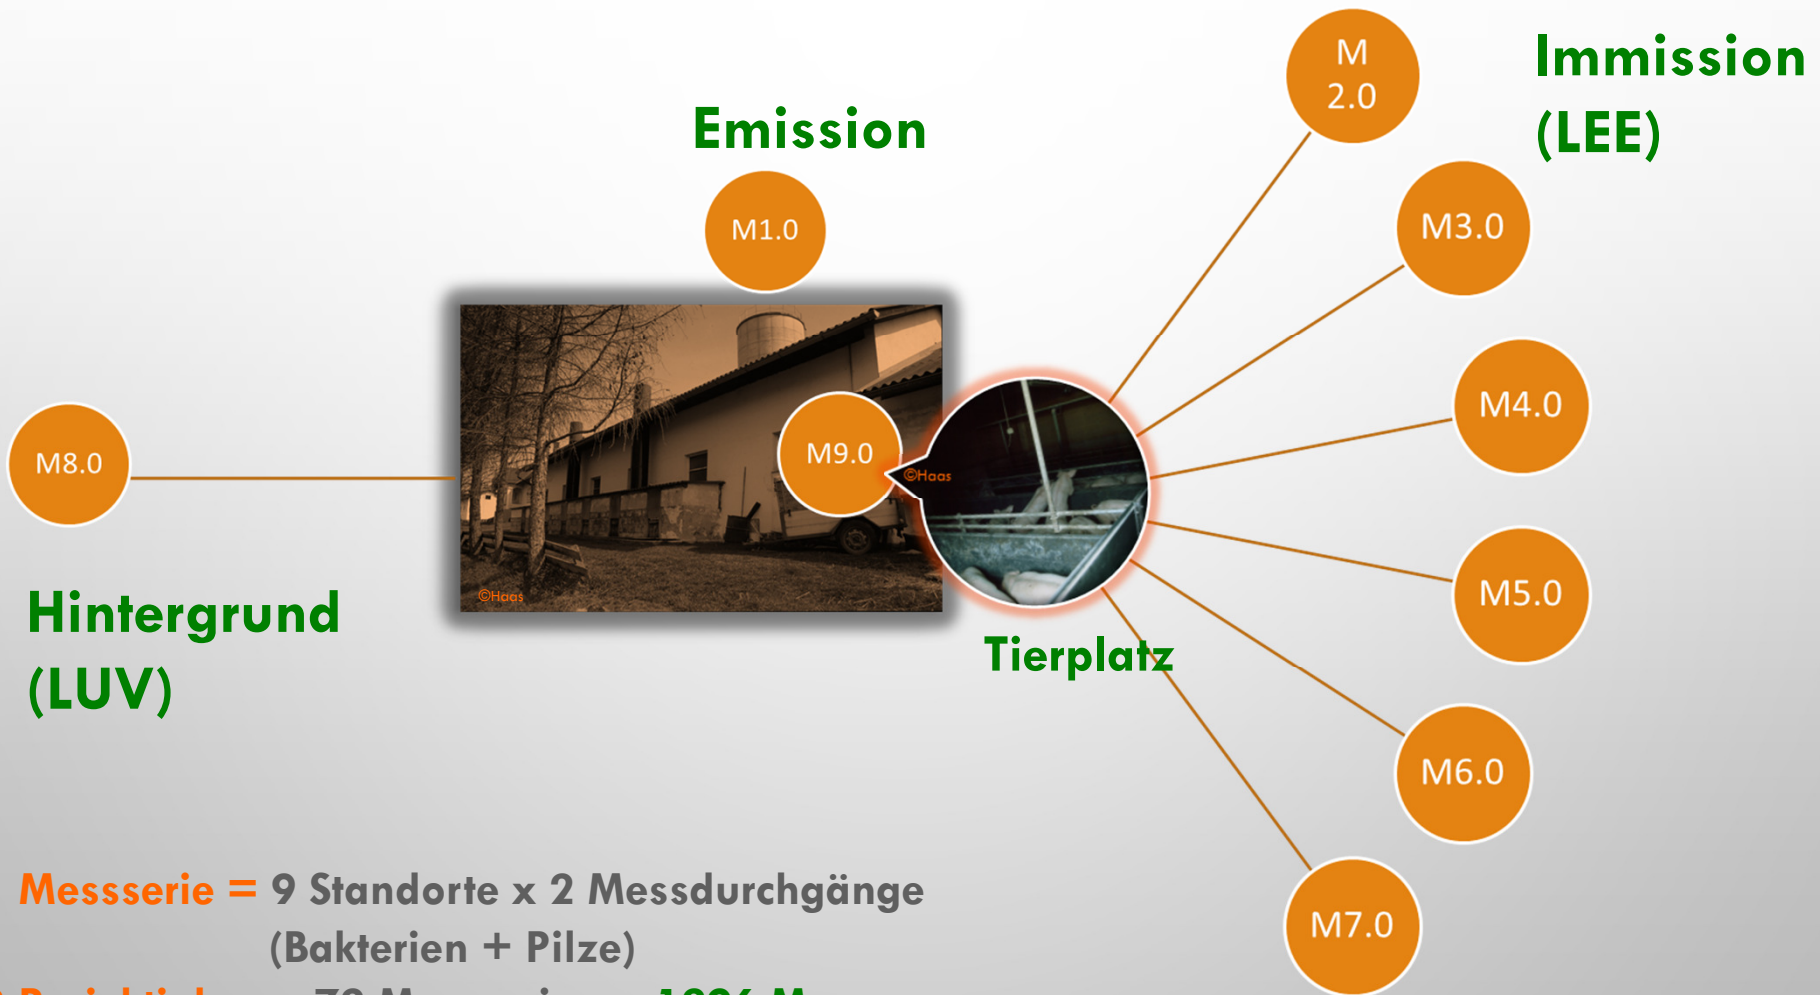 Immission
(LEE)
Emission
M
2.0
M3.0
M1.0
M4.0
M8.0
M9.0
©Haas
©Haas
M5.0
Hintergrund
(LUV)
Tierplatz
M6.0
M7.0
Messserie = 9 Standorte x 2 Messdurchgänge
(Bakterien + Pilze)